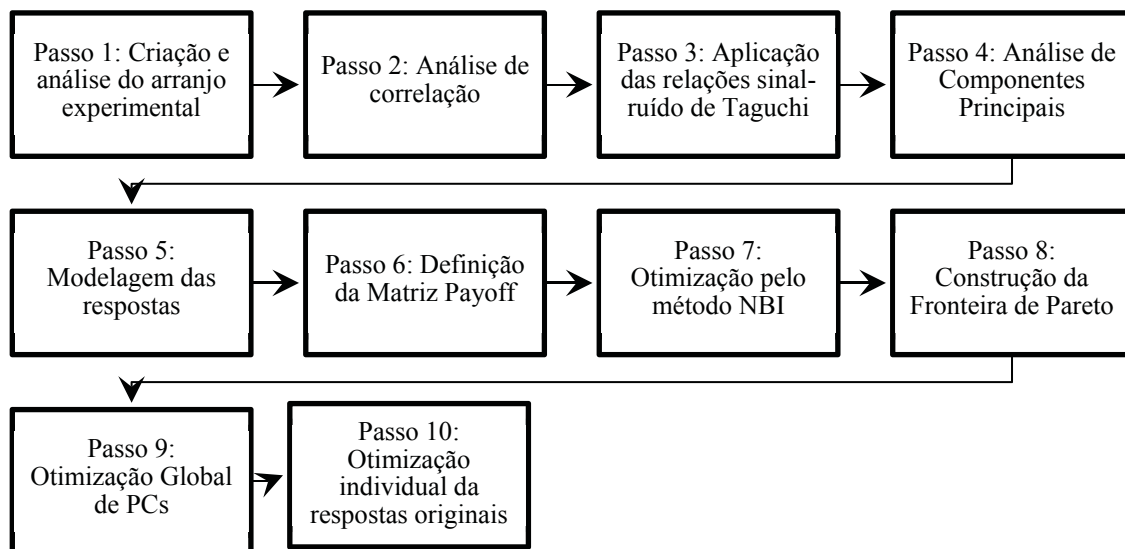 Passo 1: Criação e
análise do arranjo
experimental
Passo 2: Análise de
correlação
Passo 3: Aplicação
das relações sinal-
ruído de Taguchi
Passo 4: Análise de
Componentes
Principais
Passo 5:
Modelagem das
respostas
Passo 6: Definição
da Matriz Payoff
Passo 7:
Otimização pelo
método NBI
Passo 8:
Construção da
Fronteira de Pareto
Passo 9:
Otimização Global
de PCs
Passo 10:
Otimização
individual da
respostas originais